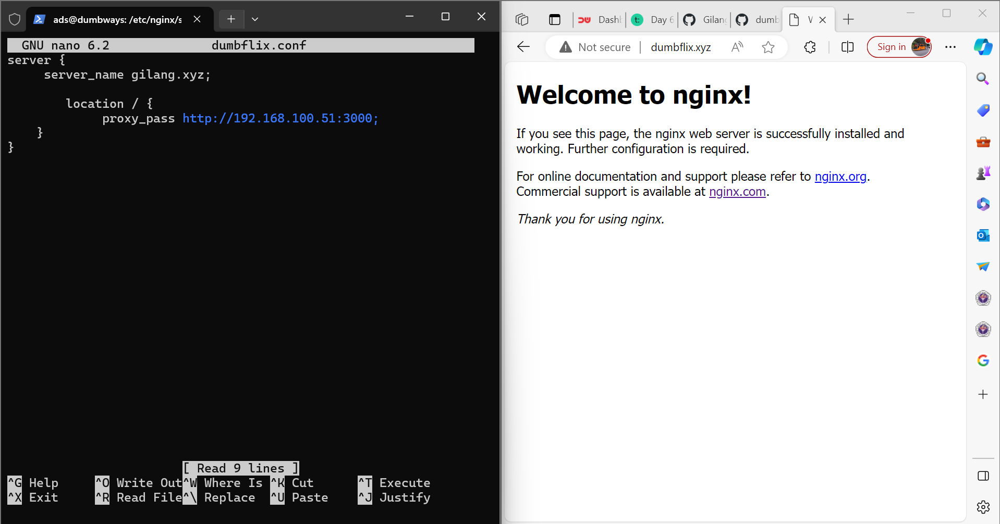 ads@dumbways: /etc/nginx/s
GNU nano 6.2 dumbflix.conf
server {
server_name gilang.xyz;
location / {
proxy_pass http://192.168.100.51:3000;
}
}
[ Read 9 lines ]
^G Help ^O Write Out ^W Where Is ^K Cut ^T Execute
^X Exit ^R Read File ^\ Replace ^U Paste ^J Justify
Dash t: Day 6 Gilang dumb W
Not secure dumbflix.xyz A Sign in
Welcome to nginx!
If you see this page, the nginx web server is successfully installed and
working. Further configuration is required.
For online documentation and support please refer to nginx.org.
Commercial support is available at nginx.com.
Thank you for using nginx.